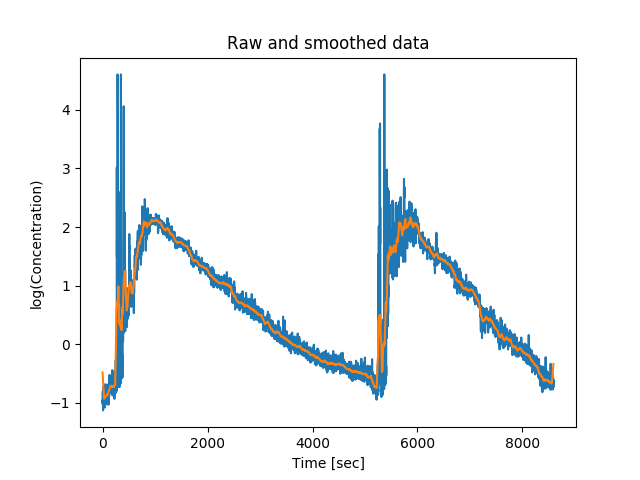 Raw and smoothed data
log(Concentration)
4
3
2
1
0
−1
0 2000 4000 6000 8000
Time [sec]